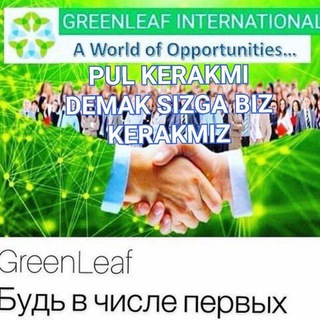 GREENLEAF INTERNATIONAL
A World of Opportunities...
PUL KERAKMI
DEMAK SIZGA BIZ
KERAKMIZ
GreenLeaf
Будь в числе первых